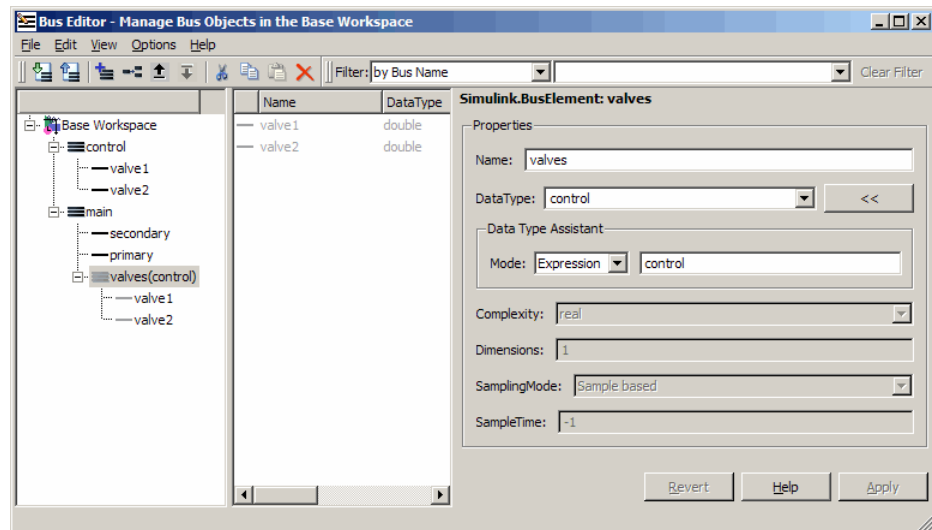 Bus Editor - Manage Bus Objects in the Base Workspace
File Edit View Options Help
Filter: by Bus Name Clear Filter
Base Workspace
control
valve1
valve2
main
secondary
primary
valves(control)
valve1
valve2
Name DataType
valve1 double
valve2 double
Simulink.BusElement: valves
Properties
Name: valves
DataType: control <<
Data Type Assistant
Mode: Expression control
Complexity: real
Dimensions: 1
SamplingMode: Sample based
SampleTime: -1
Revert Help Apply